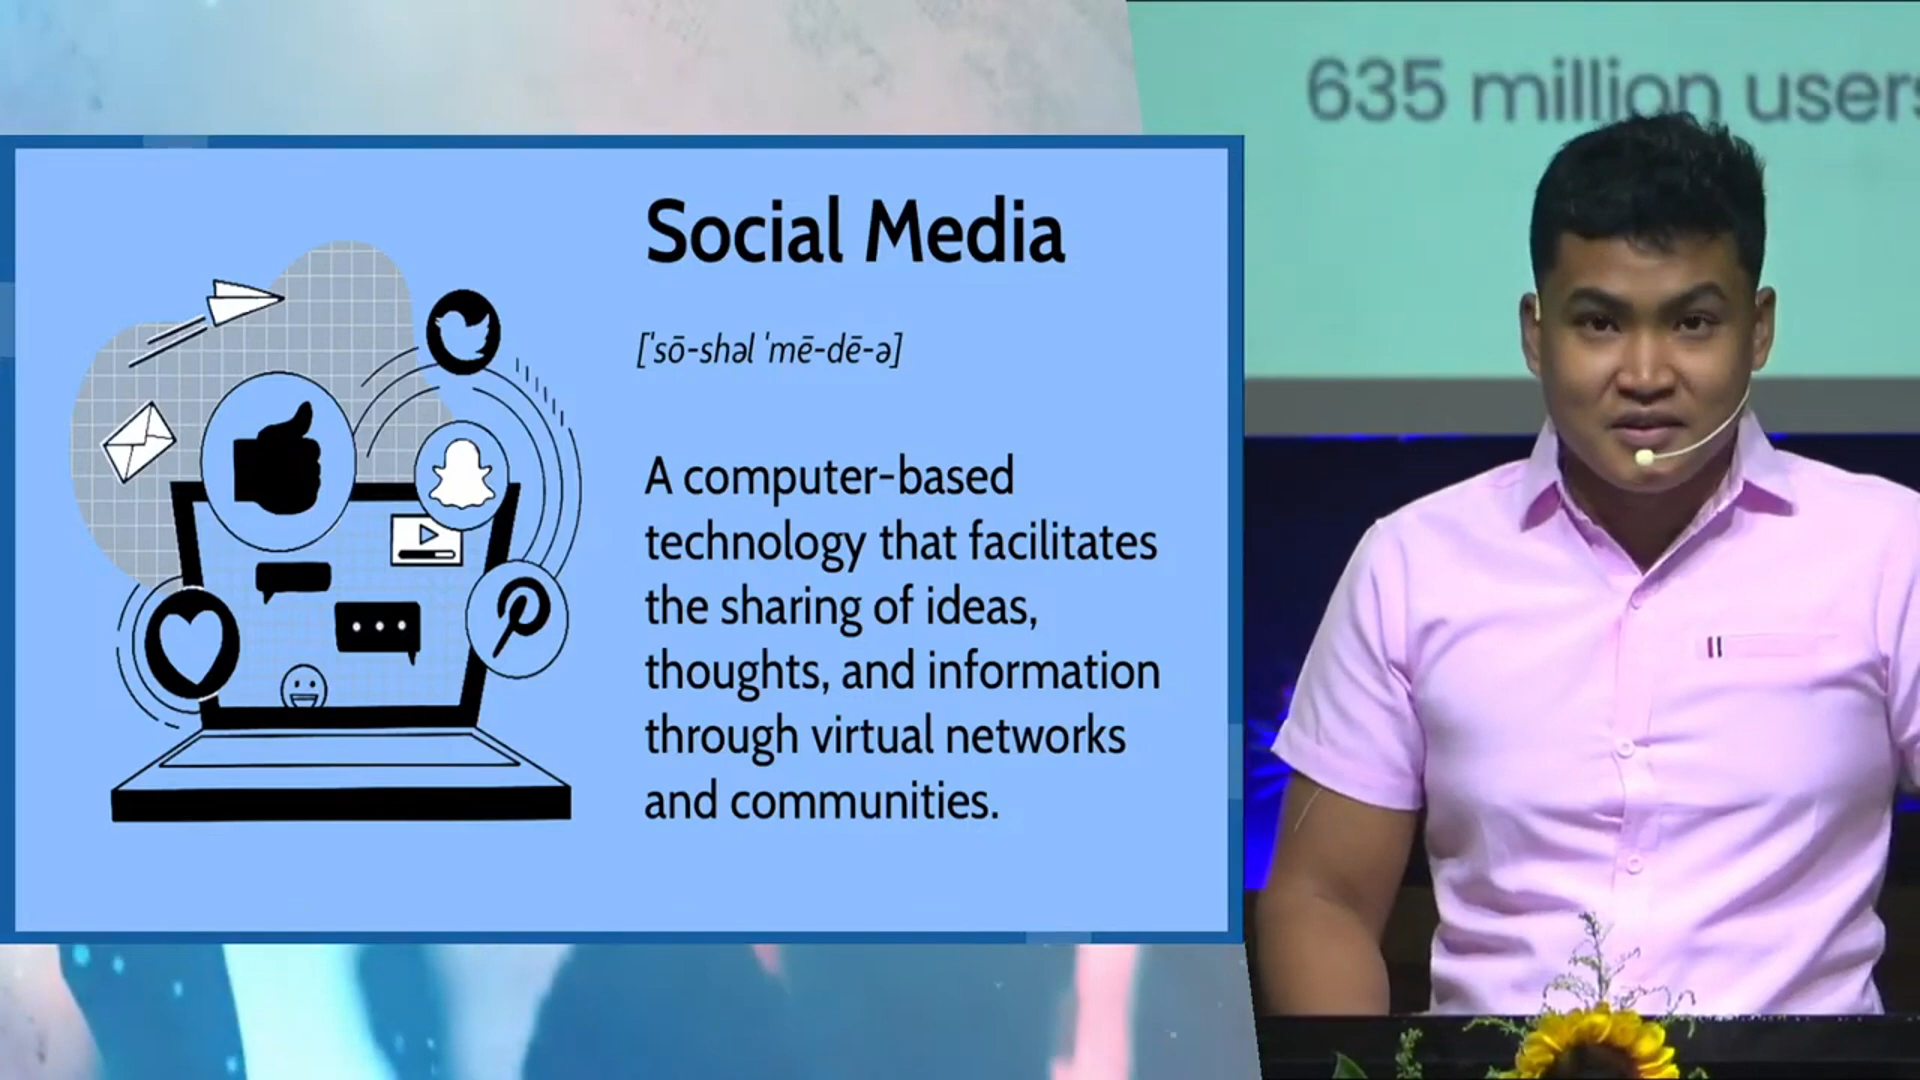 Social Media
['sō-shəl 'mē-dē-ə]
A computer-based
technology that facilitates
the sharing of ideas,
thoughts, and information
through virtual networks
and communities.
635 million users